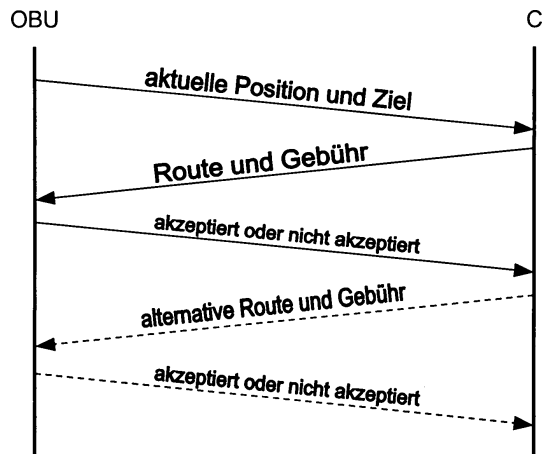 OBU
C
aktuelle Position und Ziel
Route und Gebühr
akzeptiert oder nicht akzeptiert
alternative Route und Gebühr
akzeptiert oder nicht akzeptiert